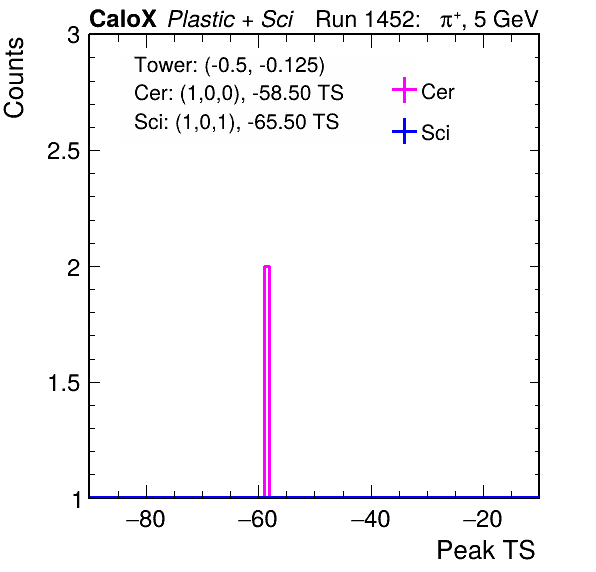 CaloX Plastic + Sci Run 1452: π⁺, 5 GeV
Counts
3
2.5
2
1.5
1
Tower: (-0.5, -0.125)
Cer: (1,0,0), -58.50 TS
Sci: (1,0,1), -65.50 TS
Cer
Sci
−80 −60 −40 −20
Peak TS